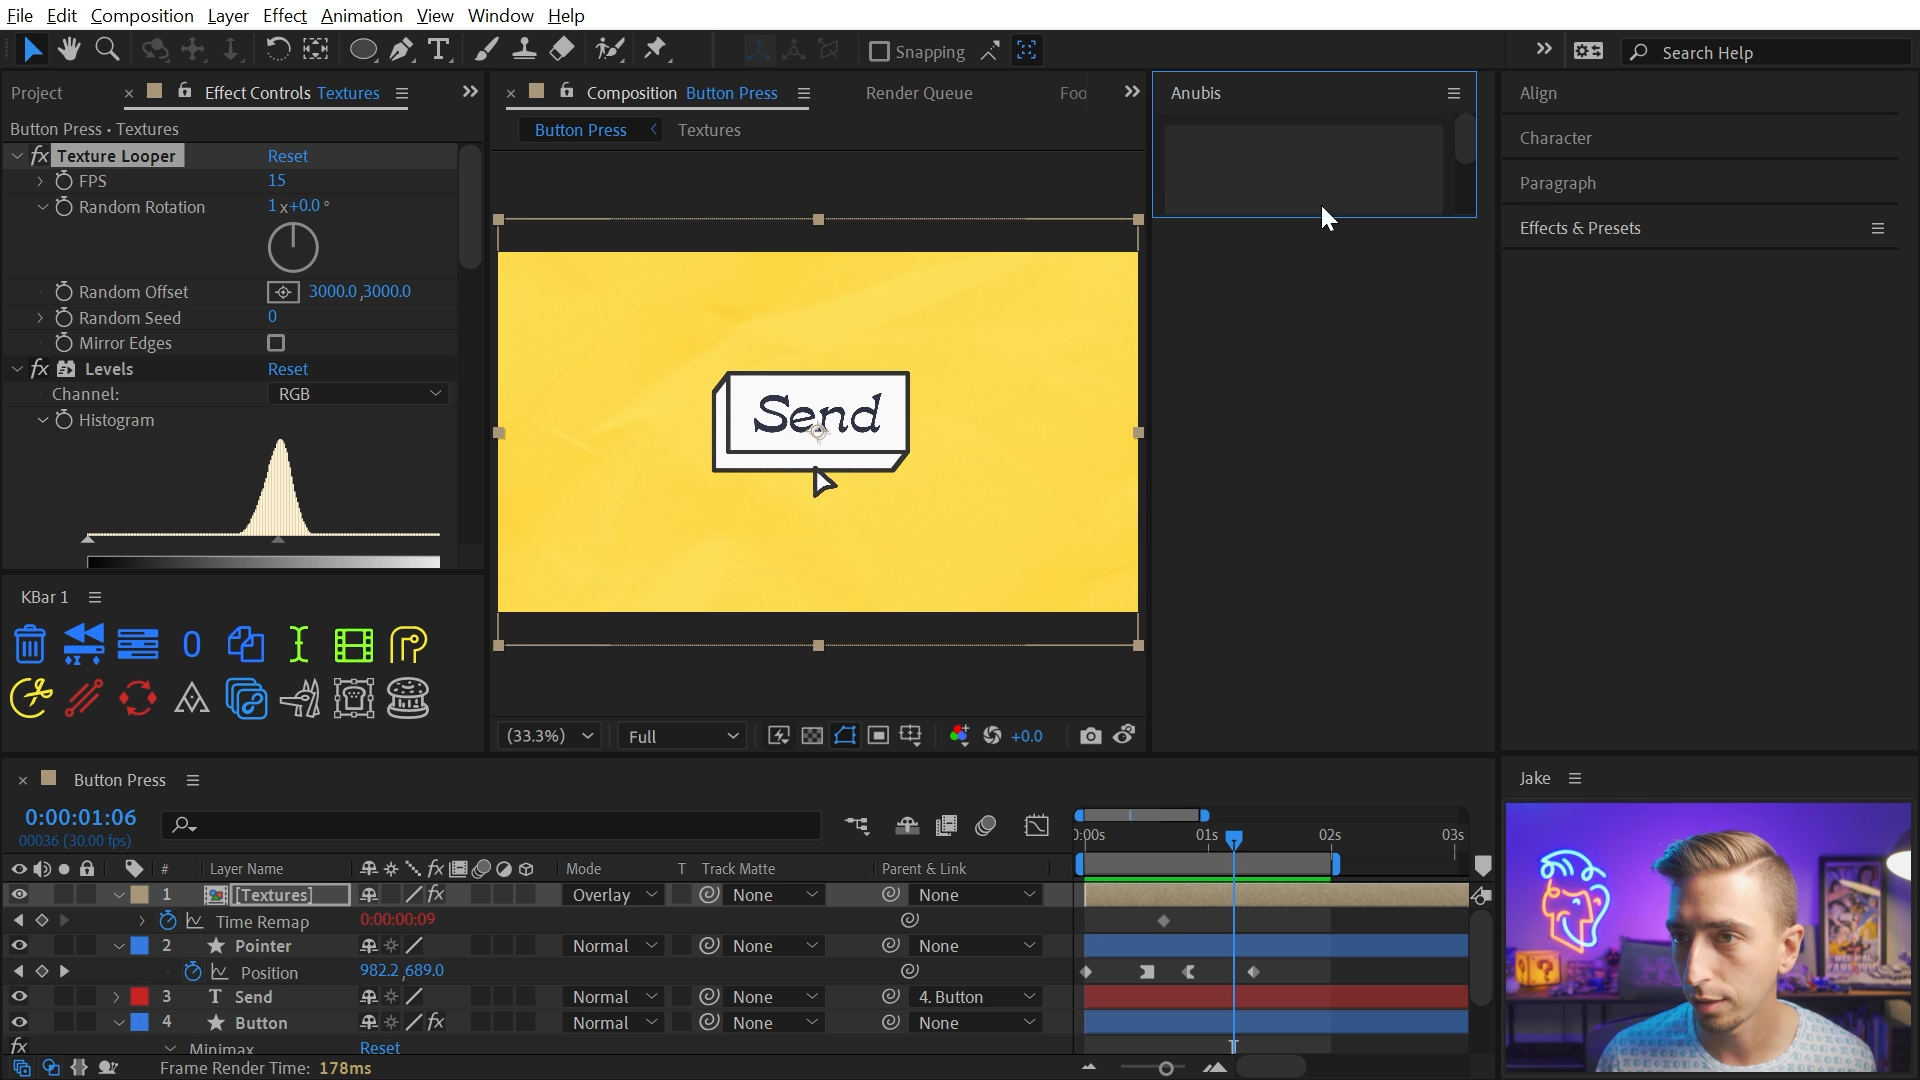 File Edit Composition Layer Effect Animation View Window Help
Snapping
Search Help
Project
Effect Controls Textures
Composition Button Press
Render Queue
Foo
Anubis
Align
Button Press • Textures
Button Press
Textures
Character
Paragraph
Effects & Presets
fx Texture Looper Reset
FPS 15
Random Rotation 1x+0.0°
Random Offset 3000.0,3000.0
Random Seed 0
Mirror Edges
fx Levels Reset
Channel: RGB
Histogram
Send
KBar 1
(33.3%)
Full
+0.0
Button Press
Jake
0:00:01:06
00036 (30.00 fps)
0:00s 01s 02s 03s
# Layer Name fx Mode T Track Matte Parent & Link
1 [Textures] fx Overlay None None
Time Remap 0:00:00:09
2 Pointer Normal None None
Position 982.2,689.0
3 T Send Normal None 4. Button
4 Button fx Normal None None
fx Minimax Reset
Frame Render Time: 178ms